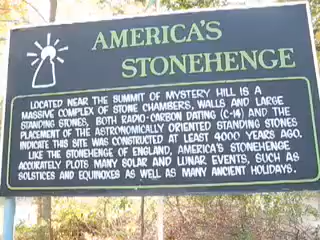 AMERICA'S
STONEHENGE
LOCATED NEAR THE SUMMIT OF MYSTERY HILL IS A
MASSIVE COMPLEX OF STONE CHAMBERS, WALLS AND LARGE
STANDING STONES. BOTH RADIO-CARBON DATING (C-14) AND THE
PLACEMENT OF THE ASTRONOMICALLY ORIENTED STANDING STONES
INDICATE THIS SITE WAS CONSTRUCTED AT LEAST 4000 YEARS AGO.
LIKE THE STONEHENGE OF ENGLAND, AMERICA'S STONEHENGE
ACCURATELY PLOTS MANY SOLAR AND LUNAR EVENTS, SUCH AS
SOLSTICES AND EQUINOXES AS WELL AS MANY ANCIENT HOLIDAYS.